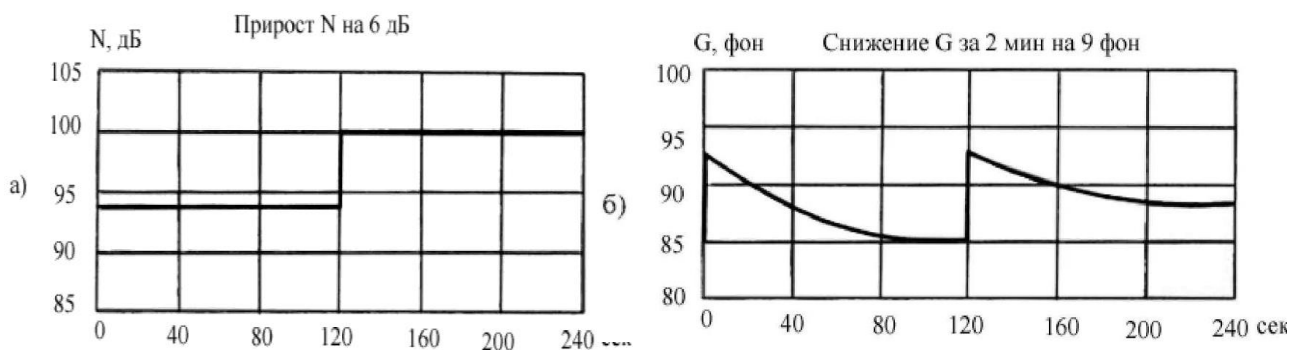 Прирост N на 6 дБ
N, дБ
105
100
95
90
85
а)
0 40 80 120 160 200 240 сек
G, фон Снижение G за 2 мин на 9 фон
100
95
90
85
80
б)
0 40 80 120 160 200 240 сек